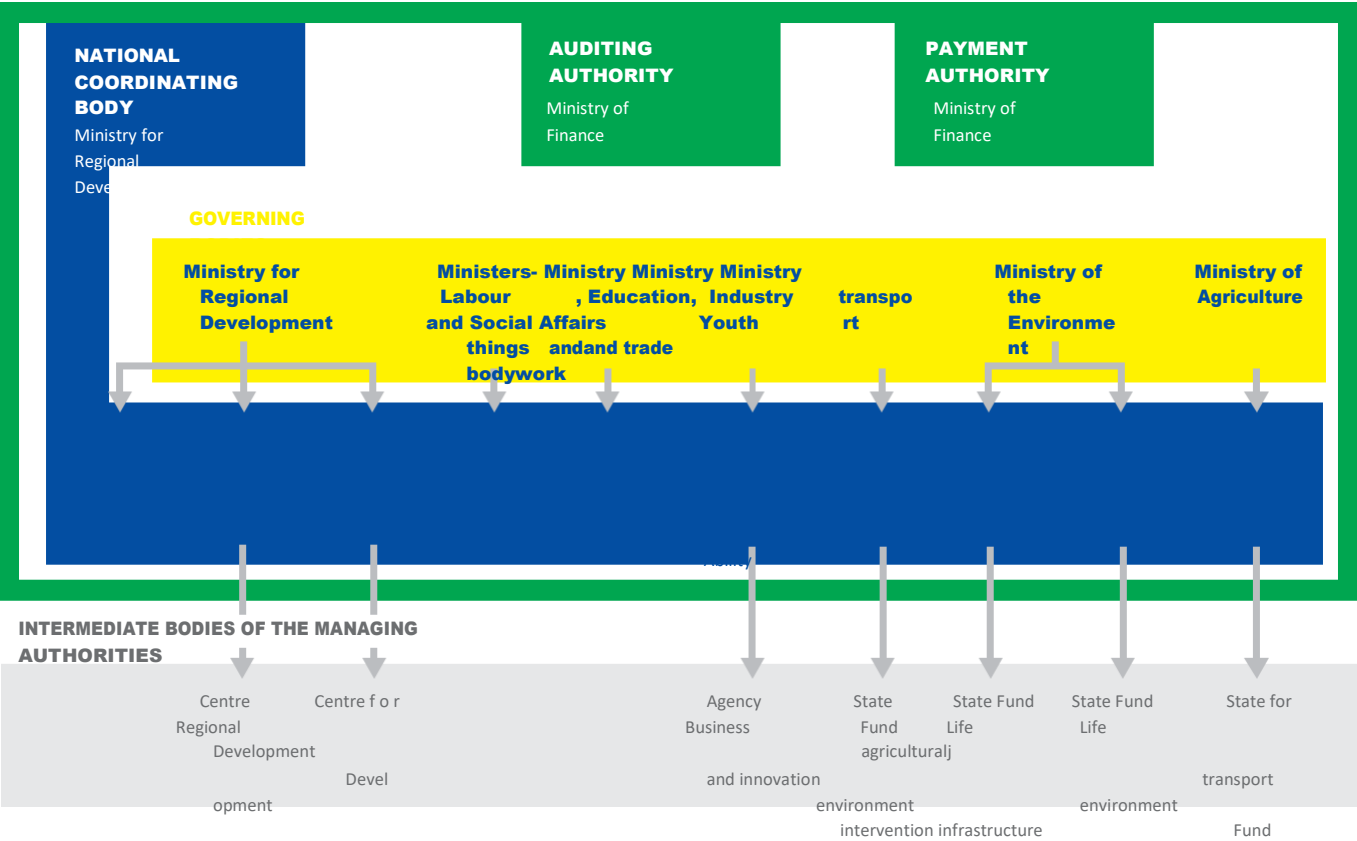 NATIONAL
COORDINATING
BODY
Ministry for
Regional
Deve
AUDITING
AUTHORITY
Ministry of
Finance
PAYMENT
AUTHORITY
Ministry of
Finance
GOVERNING
Ministry for
Regional
Development
Ministers- Ministry Ministry Ministry
Labour , Education, Industry
and Social Affairs Youth
things andand trade
bodywork
transpo
rt
Ministry of
the
Environme
nt
Ministry of
Agriculture
INTERMEDIATE BODIES OF THE MANAGING
AUTHORITIES
Centre Centre f o r Agency State State Fund State Fund State for
Regional Business Fund Life Life
Development agriculturalj
Devel and innovation transport
opment environment environment
intervention infrastructure Fund